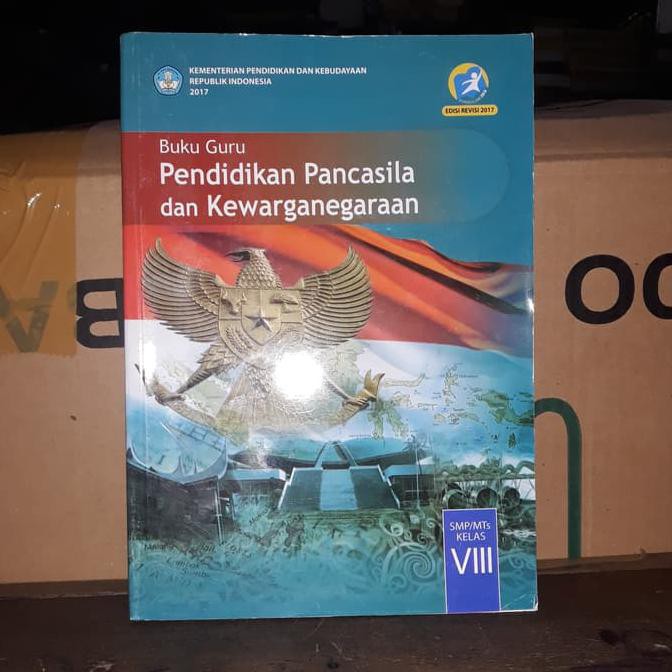 KEMENTERIAN PENDIDIKAN DAN KEBUDAYAAN
REPUBLIK INDONESIA
2017
EDISI REVISI 2017
Buku Guru
Pendidikan Pancasila
dan Kewarganegaraan
SMP/MTs
KELAS
VIII